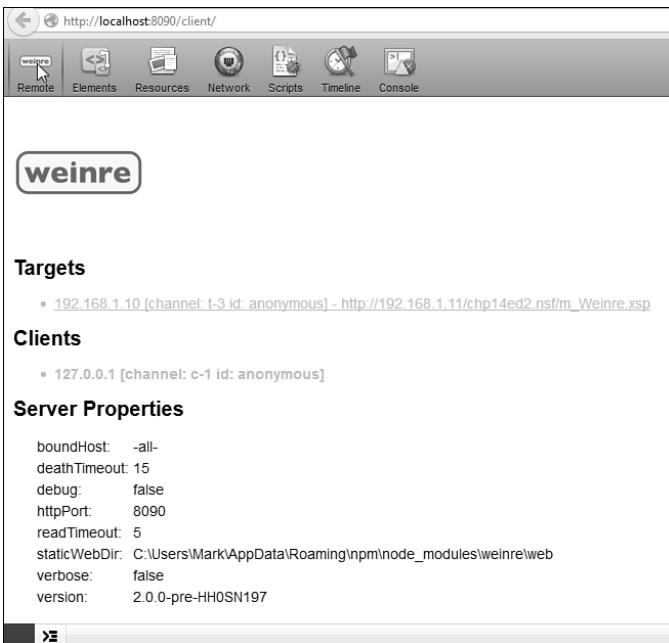 http://localhost:8090/client/
weinre
Remote Elements Resources Network Scripts Timeline Console
weinre
Targets
192.168.1.10 [channel: t-3 id: anonymous] - http://192.168.1.11/chp14ed2.nsf/m_Weinre.xsp
Clients
127.0.0.1 [channel: c-1 id: anonymous]
Server Properties
boundHost: -all-
deathTimeout: 15
debug: false
httpPort: 8090
readTimeout: 5
staticWebDir: C:\Users\Mark\AppData\Roaming\npm\node_modules\weinre\web
verbose: false
version: 2.0.0-pre-HH0SN197